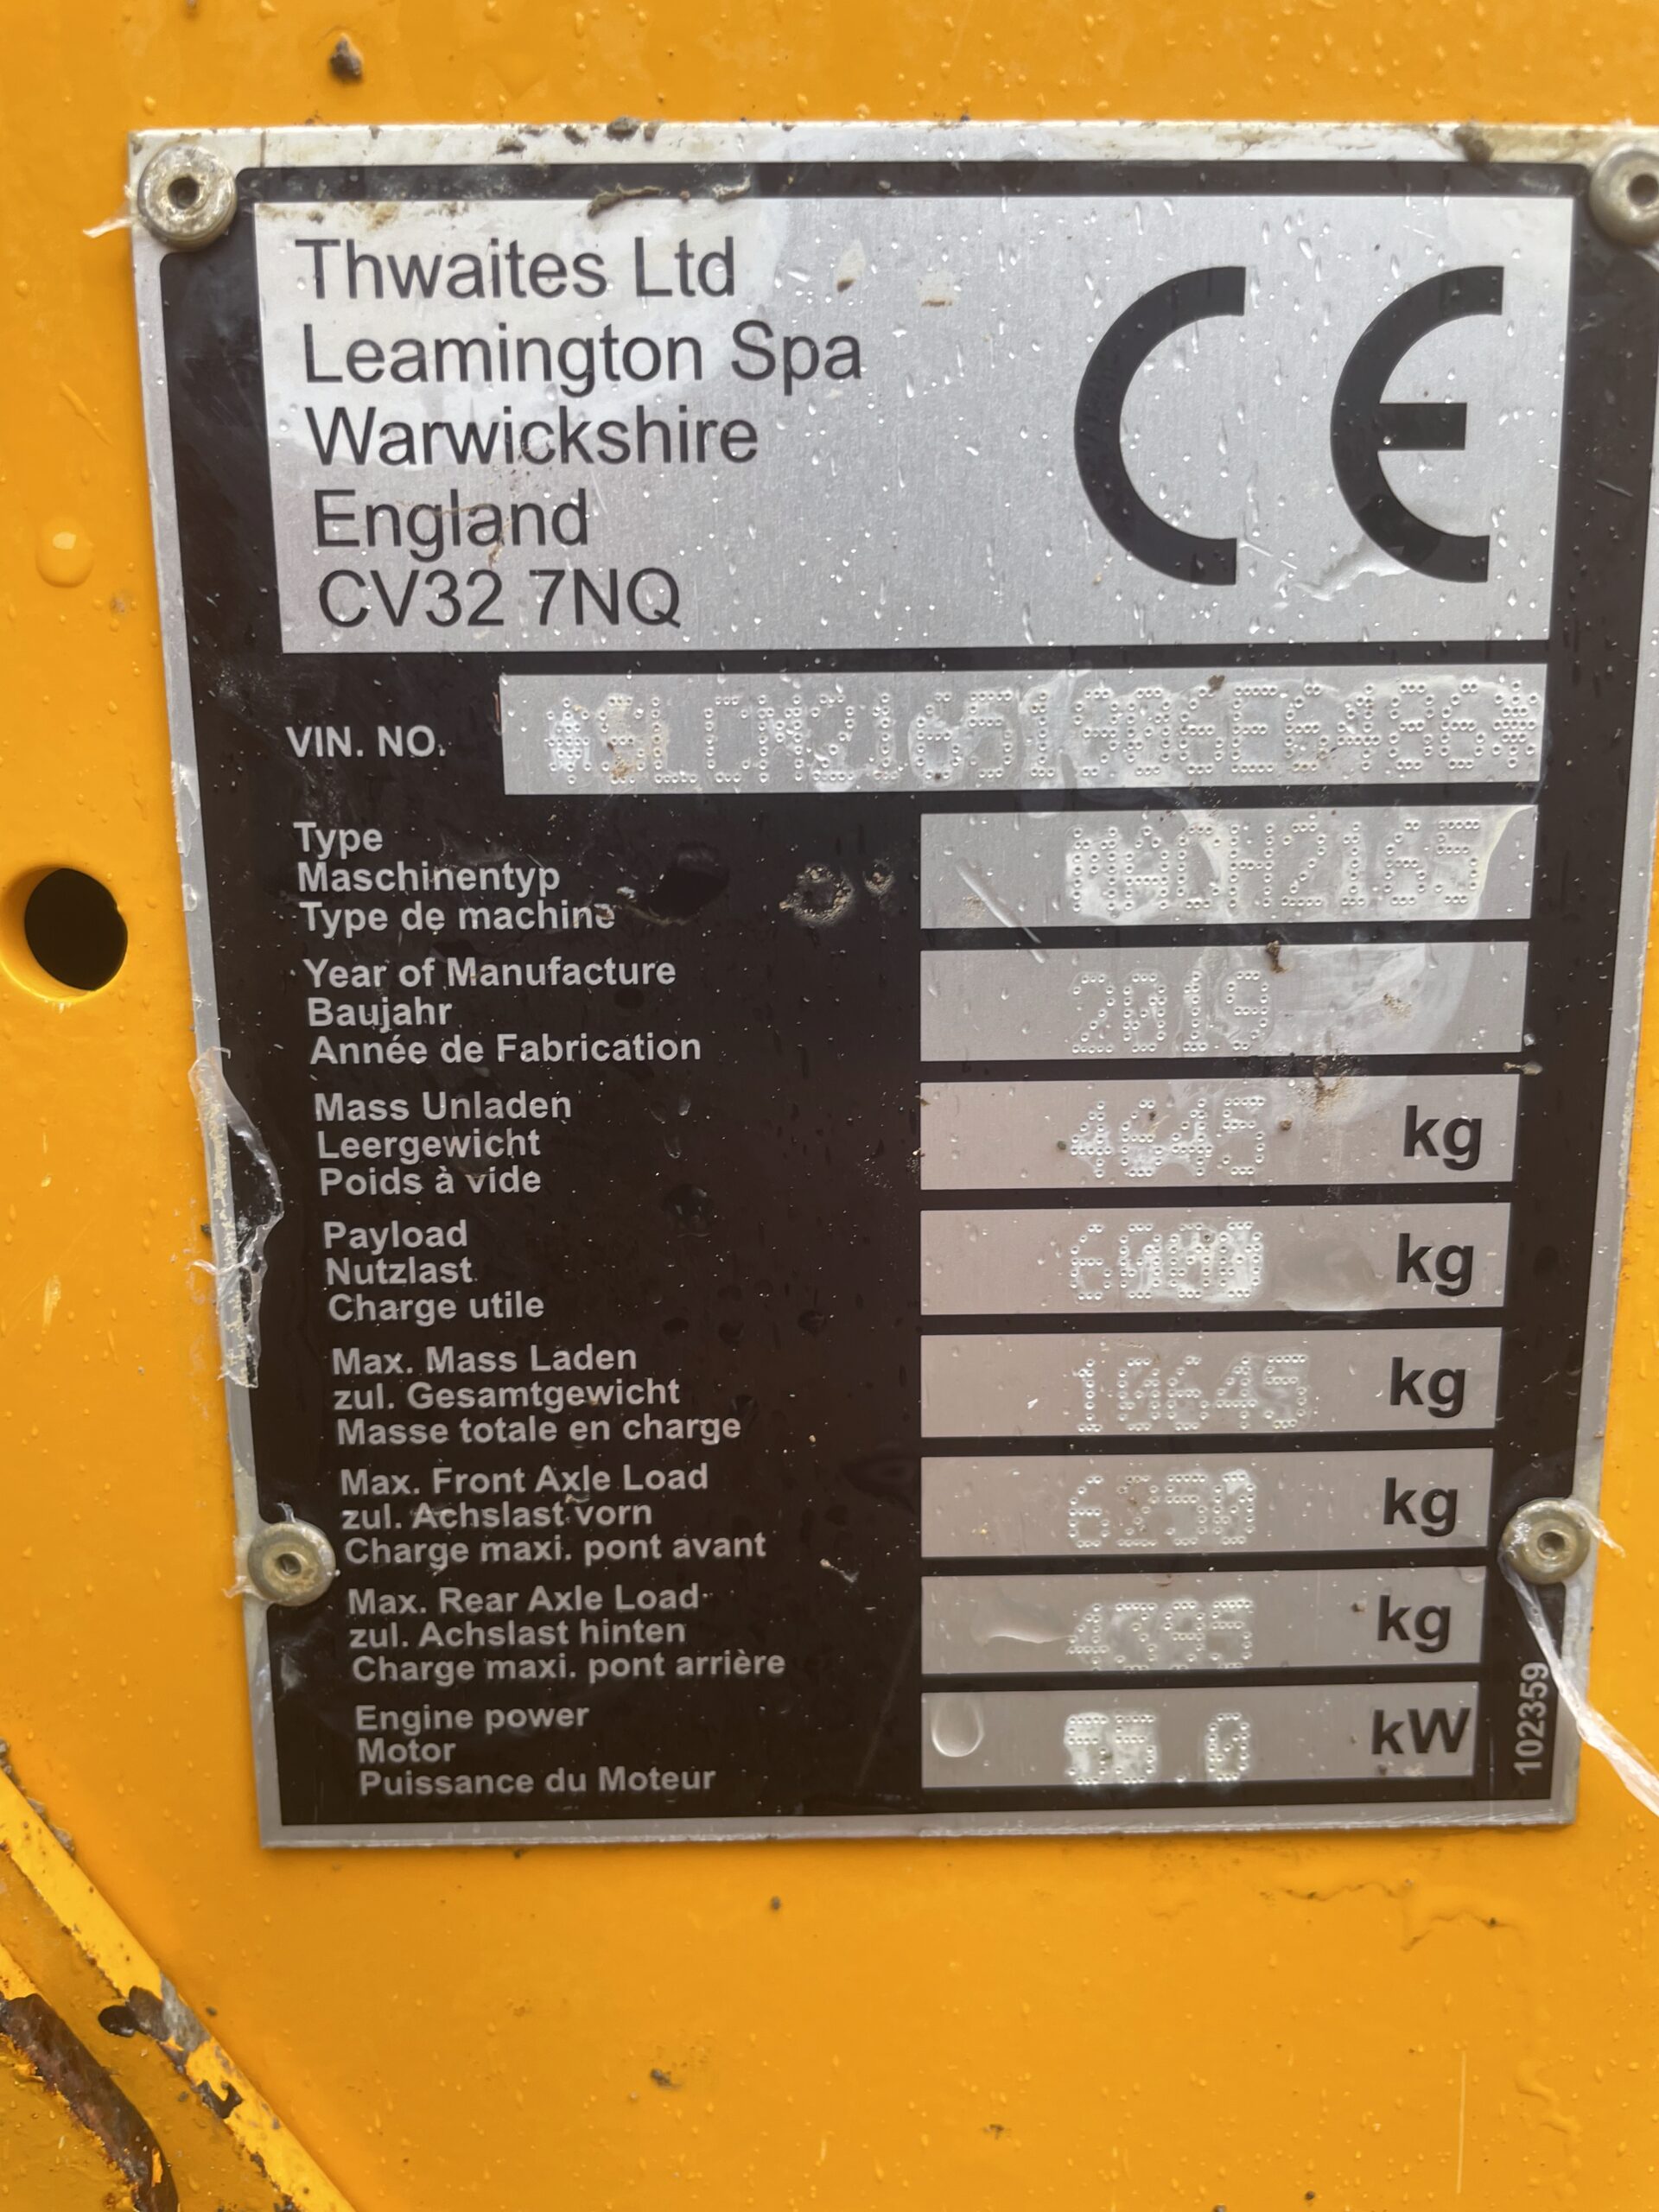 Thwaites Ltd
Leamington Spa
Warwickshire
England
CV32 7NQ
CE
VIN. NO.
Type MACH2165
Maschinentyp
Type de machine
Year of Manufacture 2019
Baujahr
Année de Fabrication
Mass Unladen 4645 kg
Leergewicht
Poids à vide
Payload 6000 kg
Nutzlast
Charge utile
Max. Mass Laden 10645 kg
zul. Gesamtgewicht
Masse totale en charge
Max. Front Axle Load 6250 kg
zul. Achslast vorn
Charge maxi. pont avant
Max. Rear Axle Load 4395 kg
zul. Achslast hinten
Charge maxi. pont arrière
Engine power kW
Motor
Puissance du Moteur
102359